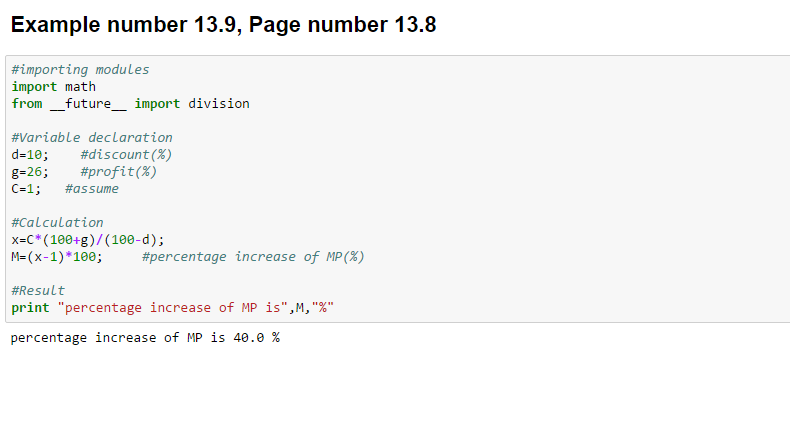 Example number 13.9, Page number 13.8
#importing modules
import math
from __future__ import division
#Variable declaration
d=10;    #discount(%)
g=26;    #profit(%)
C=1;   #assume
#Calculation
x=C*(100+g)/(100-d);
M=(x-1)*100;     #percentage increase of MP(%)
#Result
print "percentage increase of MP is",M,"%"
percentage increase of MP is 40.0 %